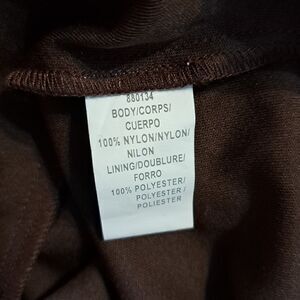 880134
BODY/CORPS/
CUERPO
100% NYLON/NYLON/
NILON
LINING/DOUBLURE/
FORRO
100% POLYESTER/
POLYESTER /
POLIESTER